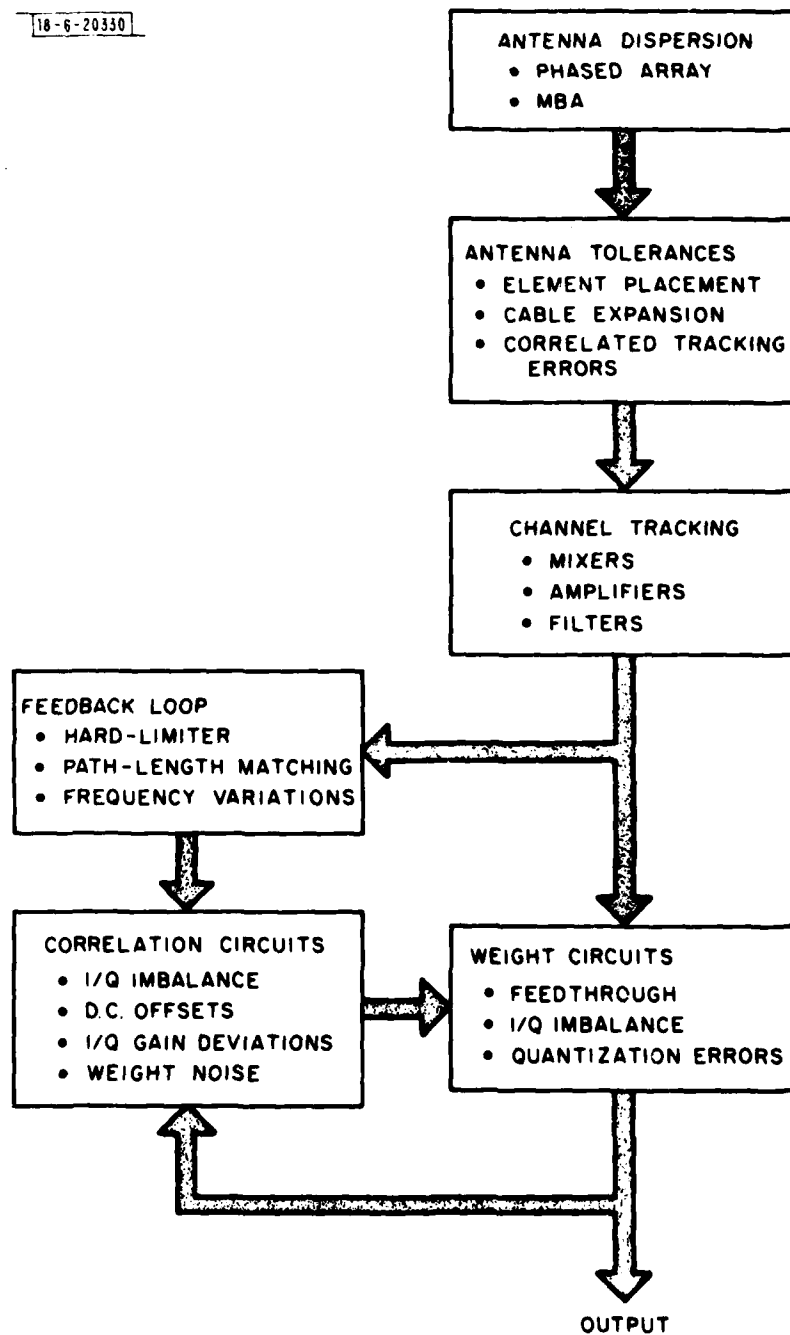 18-6-20330
ANTENNA DISPERSION
• PHASED ARRAY
• MBA
ANTENNA TOLERANCES
• ELEMENT PLACEMENT
• CABLE EXPANSION
• CORRELATED TRACKING
ERRORS
CHANNEL TRACKING
• MIXERS
• AMPLIFIERS
• FILTERS
FEEDBACK LOOP
• HARD-LIMITER
• PATH-LENGTH MATCHING
• FREQUENCY VARIATIONS
CORRELATION CIRCUITS
• I/Q IMBALANCE
• D.C. OFFSETS
• I/Q GAIN DEVIATIONS
• WEIGHT NOISE
WEIGHT CIRCUITS
• FEEDTHROUGH
• I/Q IMBALANCE
• QUANTIZATION ERRORS
OUTPUT